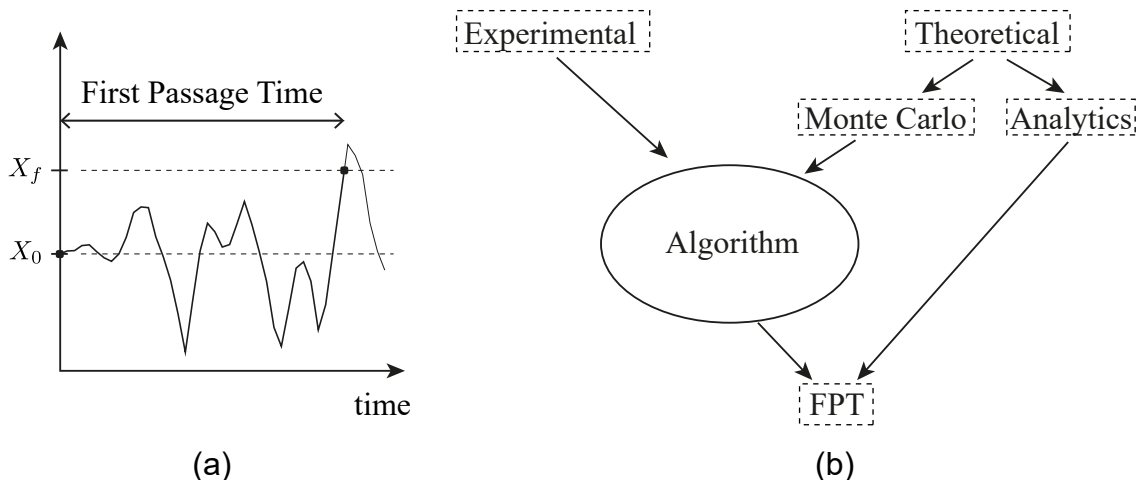 First Passage Time
X_f
X_0
time
(a)
Experimental
Theoretical
Monte Carlo
Analytics
Algorithm
FPT
(b)